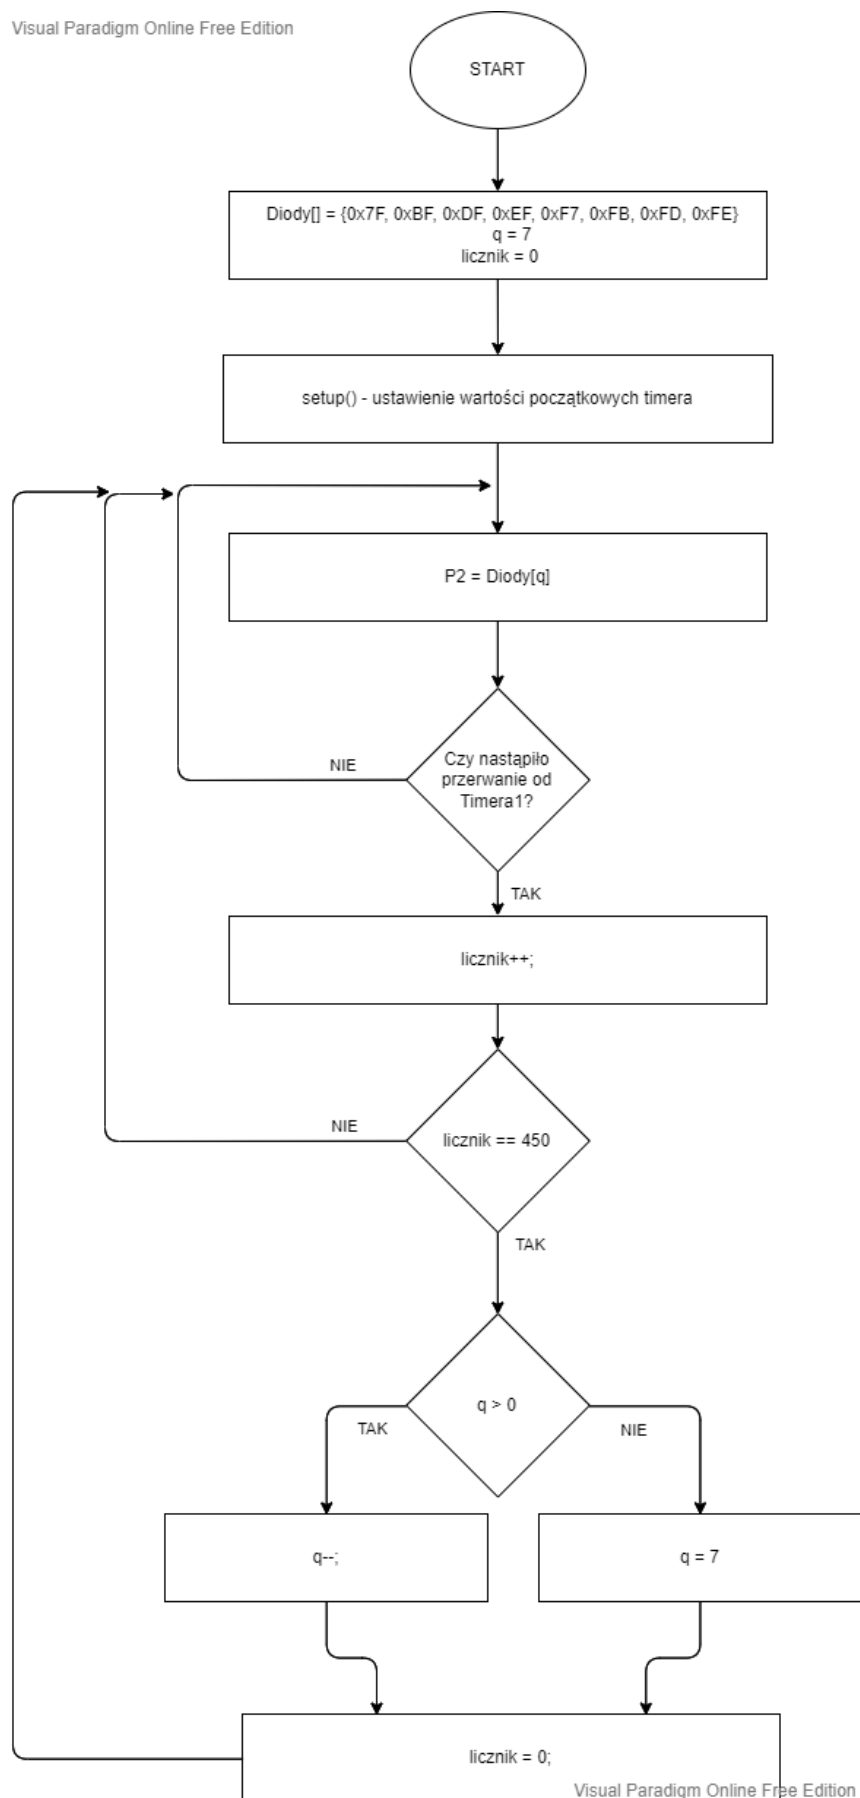 Visual Paradigm Online Free Edition
START
Diody[] = {0x7F, 0xBF, 0xDF, 0xEF, 0xF7, 0xFB, 0xFD, 0xFE}
q = 7
licznik = 0
setup() - ustawienie wartości początkowych timera
P2 = Diody[q]
Czy nastąpiło
przerwanie od
Timera1?
NIE
TAK
licznik++;
licznik == 450
NIE
TAK
q > 0
TAK
NIE
q--;
q = 7
licznik = 0;
Visual Paradigm Online Free Edition